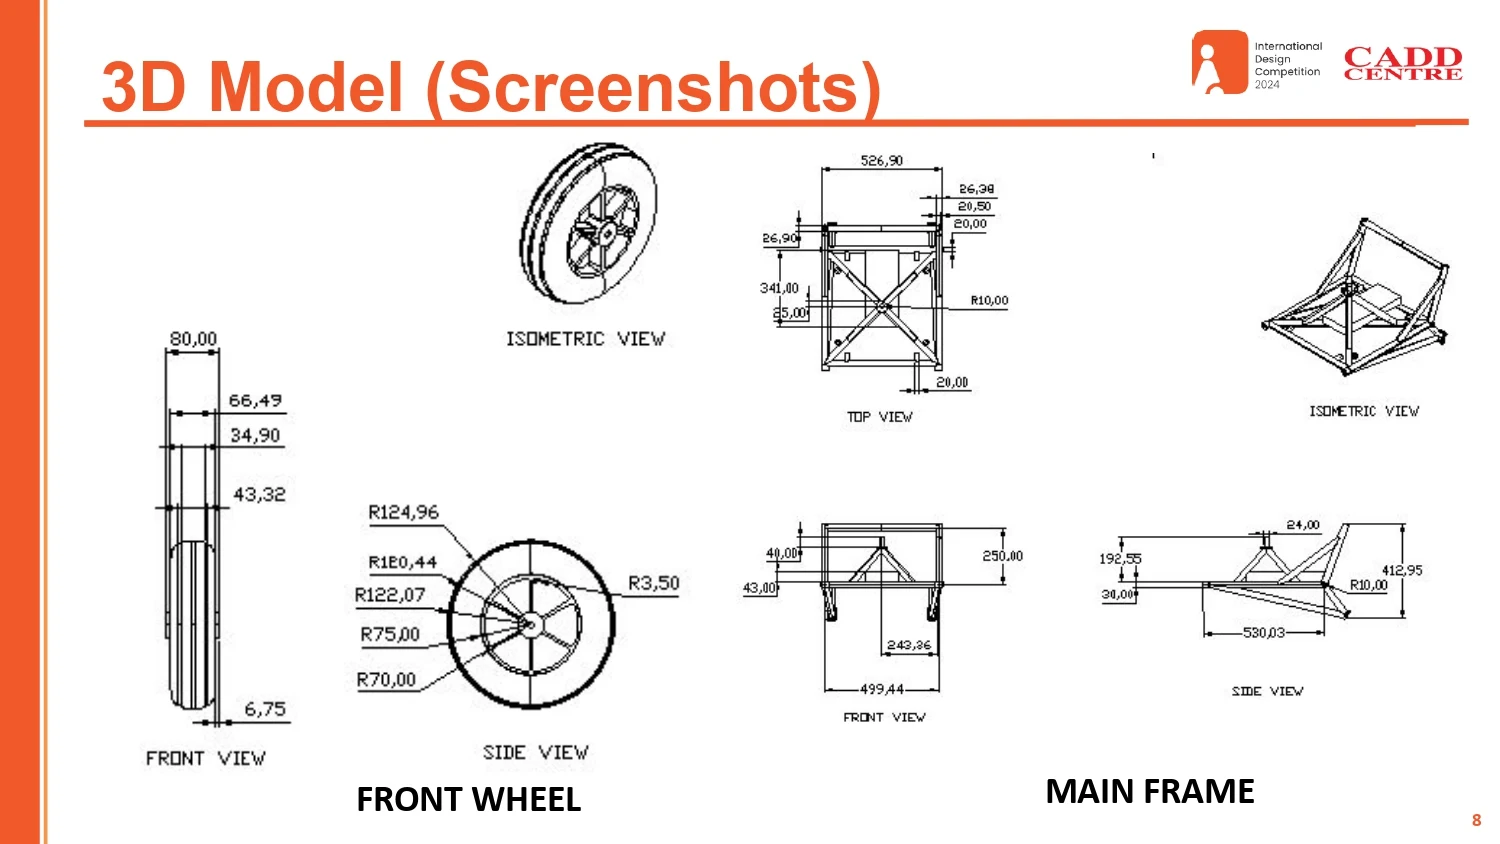 3D Model (Screenshots)
International
Design
Competition
2024
CADD
CENTRE
ISOMETRIC VIEW
80,00
66,49
34,90
43,32
6,75
FRONT VIEW
R124,96
R120,44
R122,07
R75,00
R70,00
R3,50
SIDE VIEW
FRONT WHEEL
526,90
26,38
20,50
20,00
26,90
341,00
25,00
R10,00
20,00
TOP VIEW
ISOMETRIC VIEW
40,00
43,00
250,00
243,36
499,44
FRONT VIEW
24,00
192,55
412,95
R10,00
30,00
530,03
SIDE VIEW
MAIN FRAME
8